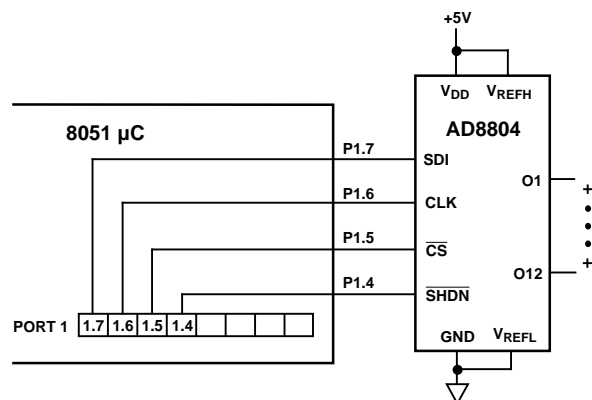 +5V
VDD VREFH
8051 µC
AD8804
P1.7
SDI
O1
P1.6
CLK
P1.5
CS
P1.4
SHDN
O12
PORT 1 1.7 1.6 1.5 1.4
GND VREFL